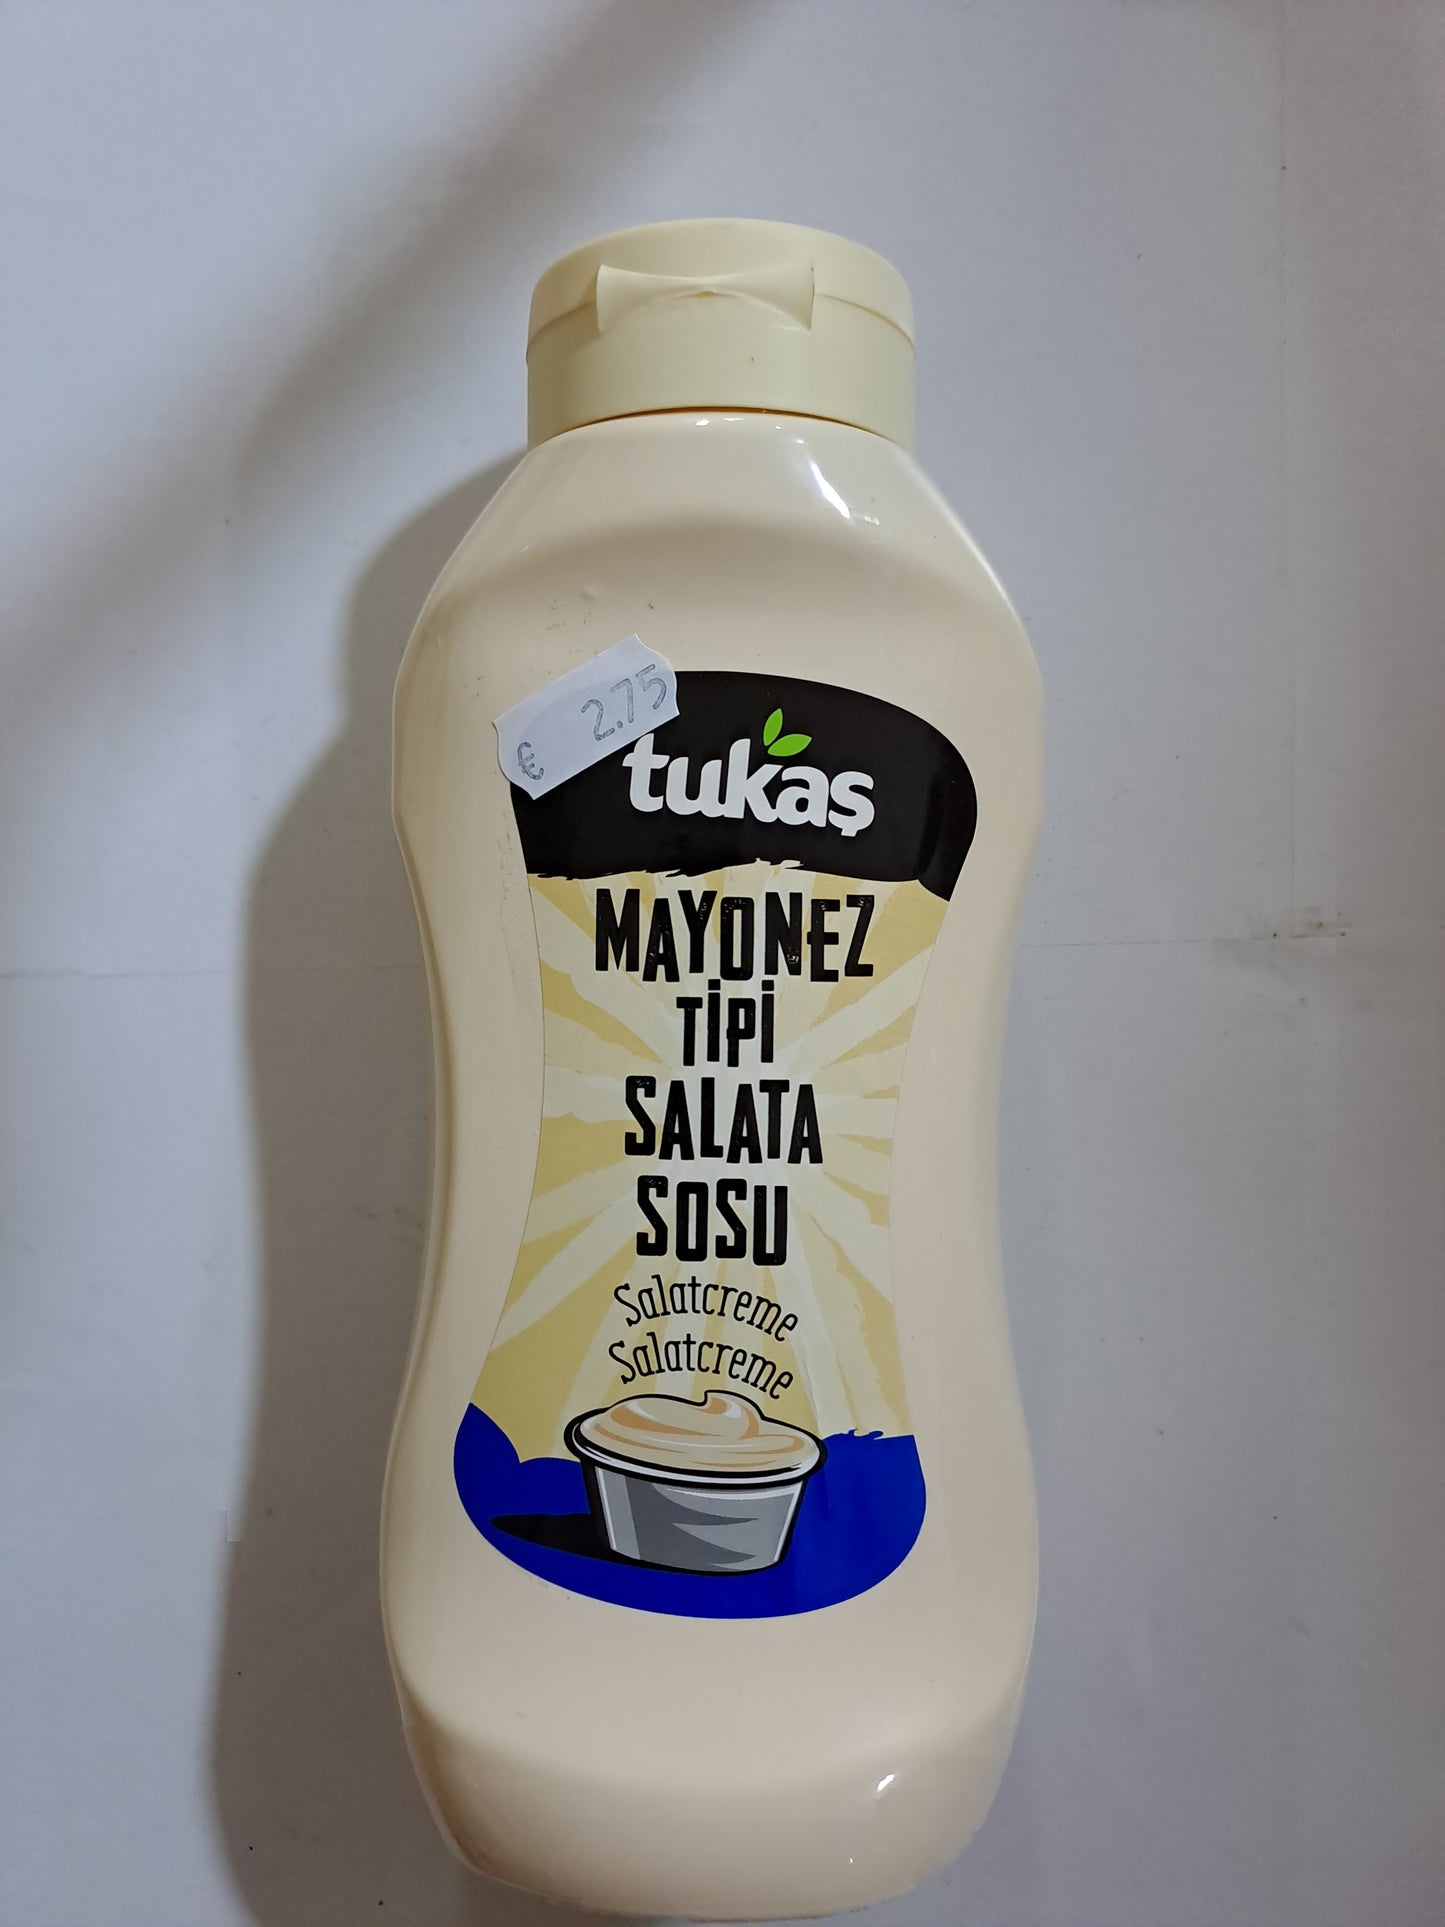 € 2.75
tukaş
MAYONEZ
TİPİ
SALATA
SOSU
Salatcreme
Salatcreme